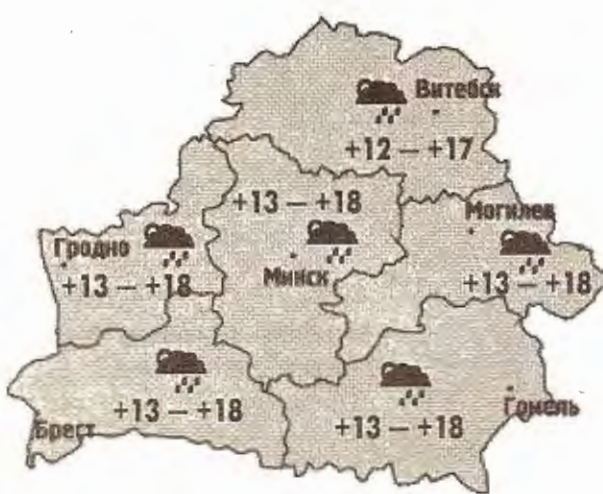 Витебск
+12 — +17
+13 — +18
Могилев
Гродно
Минск
+13 — +18
+13 — +18
+13 — +18
Брест
+13 — +18
Гомель